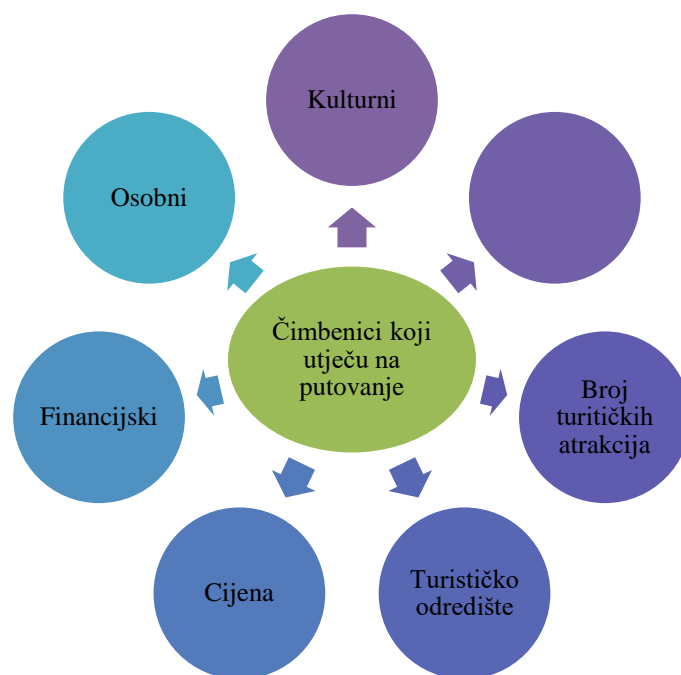 Kulturni
Osobni
Čimbenici koji
utječu na
putovanje
Financijski
Broj
turitičkih
atrakcija
Cijena
Turističko
odredište